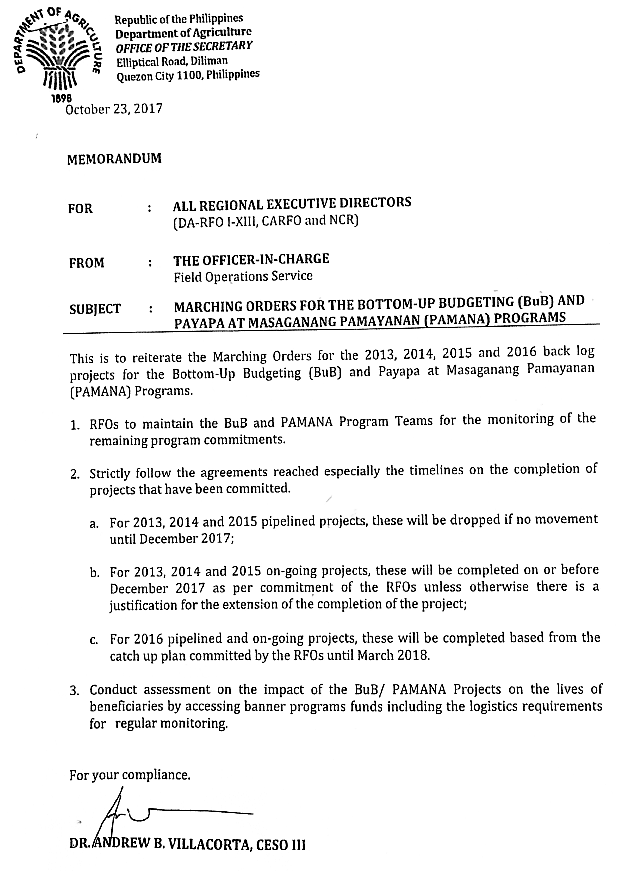 DEPARTMENT OF AGRICULTURE
1898
Republic of the Philippines
Department of Agriculture
OFFICE OF THE SECRETARY
Elliptical Road, Diliman
Quezon City 1100, Philippines
October 23, 2017
MEMORANDUM
FOR : ALL REGIONAL EXECUTIVE DIRECTORS
(DA-RFO I-XIII, CARFO and NCR)
FROM : THE OFFICER-IN-CHARGE
Field Operations Service
SUBJECT : MARCHING ORDERS FOR THE BOTTOM-UP BUDGETING (BuB) AND
PAYAPA AT MASAGANANG PAMAYANAN (PAMANA) PROGRAMS
This is to reiterate the Marching Orders for the 2013, 2014, 2015 and 2016 back log
projects for the Bottom-Up Budgeting (BuB) and Payapa at Masaganang Pamayanan
(PAMANA) Programs.
1. RFOs to maintain the BuB and PAMANA Program Teams for the monitoring of the
remaining program commitments.
2. Strictly follow the agreements reached especially the timelines on the completion of
projects that have been committed.
a. For 2013, 2014 and 2015 pipelined projects, these will be dropped if no movement
until December 2017;
b. For 2013, 2014 and 2015 on-going projects, these will be completed on or before
December 2017 as per commitment of the RFOs unless otherwise there is a
justification for the extension of the completion of the project;
c. For 2016 pipelined and on-going projects, these will be completed based from the
catch up plan committed by the RFOs until March 2018.
3. Conduct assessment on the impact of the BuB/ PAMANA Projects on the lives of
beneficiaries by accessing banner programs funds including the logistics requirements
for regular monitoring.
For your compliance.
DR. ANDREW B. VILLACORTA, CESO III